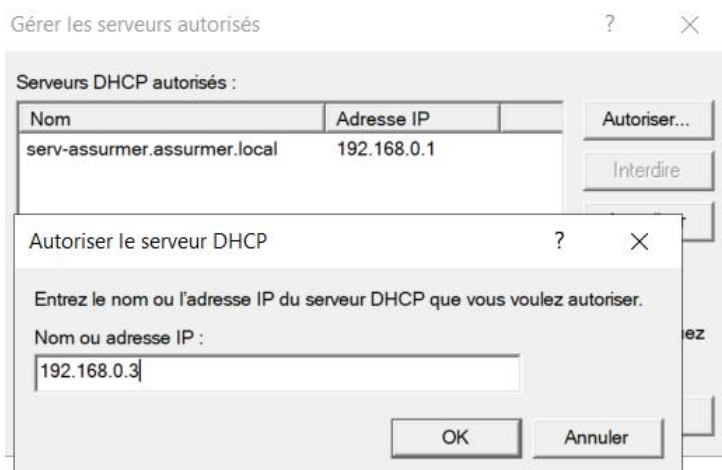 Gérer les serveurs autorisés
Serveurs DHCP autorisés :
Nom Adresse IP
serv-assurmer.assurmer.local 192.168.0.1
Autoriser...
Interdire
Autoriser le serveur DHCP
Entrez le nom ou l'adresse IP du serveur DHCP que vous voulez autoriser.
Nom ou adresse IP :
192.168.0.3
OK Annuler